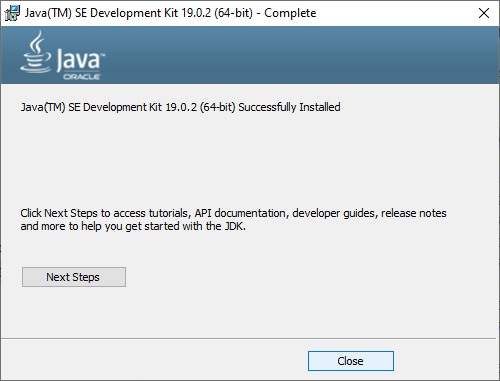 Java(TM) SE Development Kit 19.0.2 (64-bit) - Complete
Java™
ORACLE
Java(TM) SE Development Kit 19.0.2 (64-bit) Successfully Installed
Click Next Steps to access tutorials, API documentation, developer guides, release notes
and more to help you get started with the JDK.
Next Steps
Close